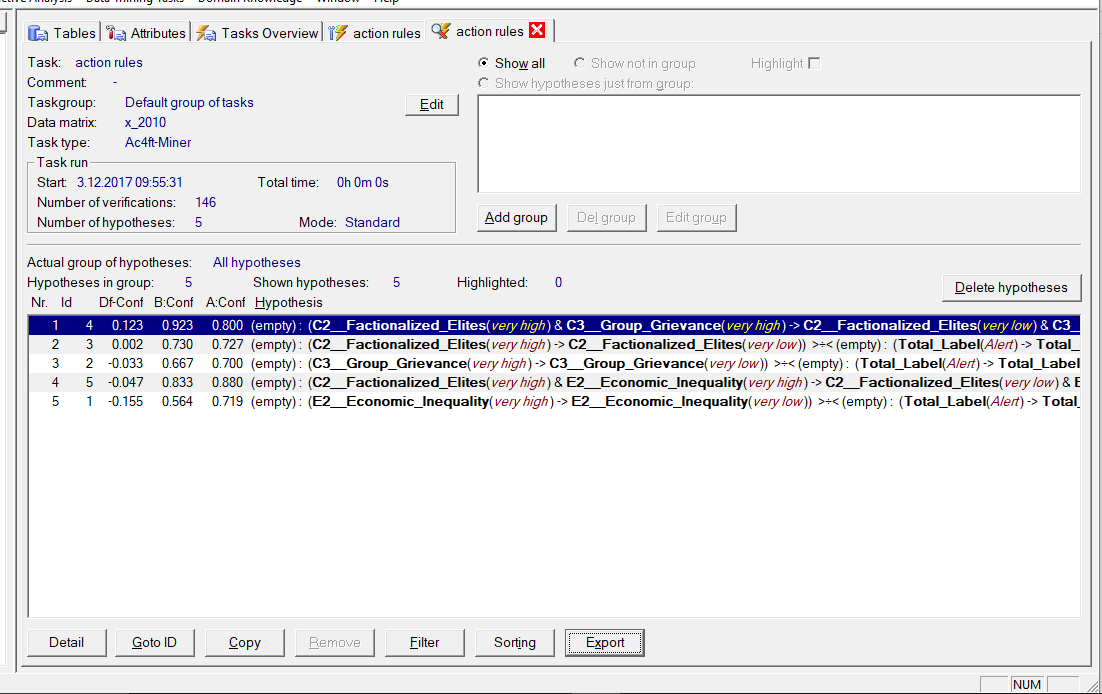 Tables Attributes Tasks Overview action rules action rules
Task: action rules
Comment: -
Taskgroup: Default group of tasks
Data matrix: x_2010
Task type: Ac4ft-Miner
Edit
Task run
Start: 3.12.2017 09:55:31 Total time: 0h 0m 0s
Number of verifications: 146
Number of hypotheses: 5 Mode: Standard
Show all Show not in group Highlight
Show hypotheses just from group:
Add group Del group Edit group
Actual group of hypotheses: All hypotheses
Hypotheses in group: 5 Shown hypotheses: 5 Highlighted: 0
Delete hypotheses
Nr. Id Df-Conf B:Conf A:Conf Hypothesis
1 4 0.123 0.923 0.800 (empty) : (C2__Factionalized_Elites(very high) & C3__Group_Grievance(very high) -> C2__Factionalized_Elites(very low) & C3_
2 3 0.002 0.730 0.727 (empty) : (C2__Factionalized_Elites(very high) -> C2__Factionalized_Elites(very low)) >÷< (empty) : (Total_Label(Alert) -> Total_
3 2 -0.033 0.667 0.700 (empty) : (C3__Group_Grievance(very high) -> C3__Group_Grievance(very low)) >÷< (empty) : (Total_Label(Alert) -> Total_Label
4 5 -0.047 0.833 0.880 (empty) : (C2__Factionalized_Elites(very high) & E2__Economic_Inequality(very high) -> C2__Factionalized_Elites(very low) & E
5 1 -0.155 0.564 0.719 (empty) : (E2__Economic_Inequality(very high) -> E2__Economic_Inequality(very low)) >÷< (empty) : (Total_Label(Alert) -> Total_
Detail Goto ID Copy Remove Filter Sorting Export
NUM